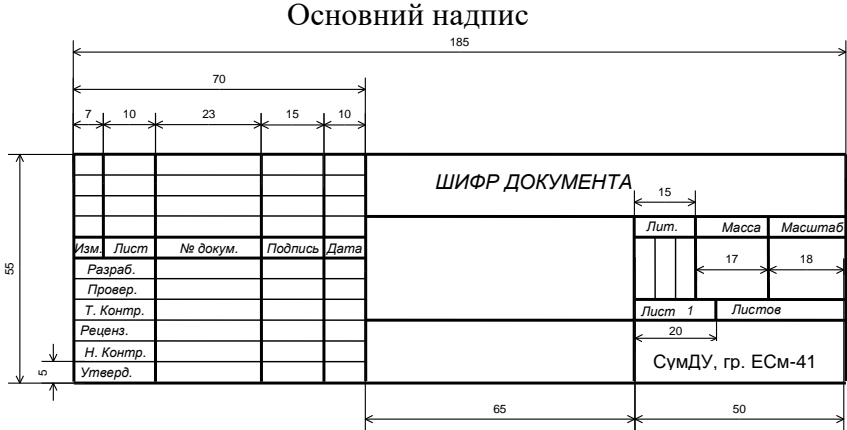 Основний надпис
185
70
7 10 23 15 10
ШИФР ДОКУМЕНТА
15
Лит. Масса Масштаб
Изм. Лист № докум. Подпись Дата
17 18
55
Разраб.
Провер.
Т. Контр.
Лист 1 Листов
Реценз.
20
Н. Контр.
СумДУ, гр. ЕСм-41
5
Утверд.
65 50